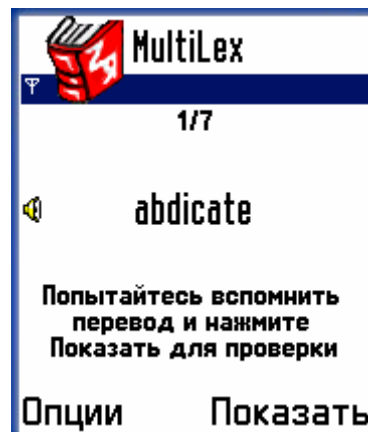 MultiLex
1/7
abdicate
Попытайтесь вспомнить
перевод и нажмите
Показать для проверки
Опции Показать